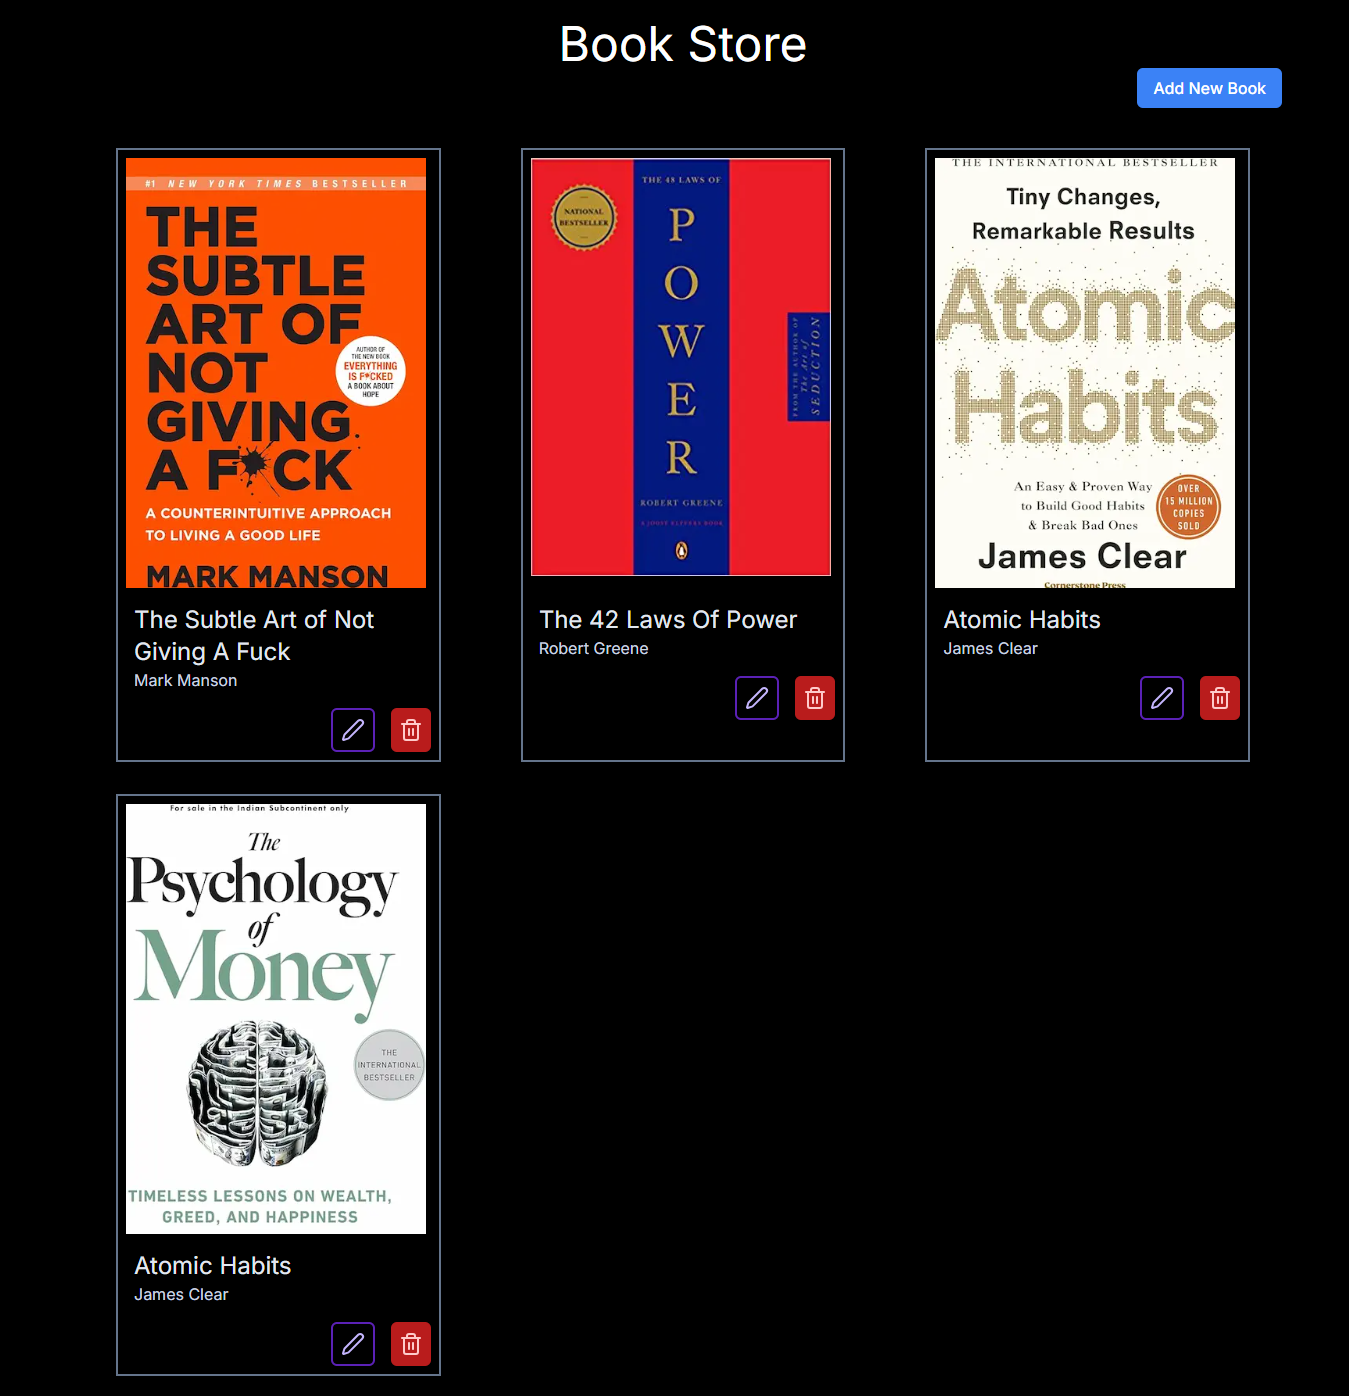 Book Store
Add New Book
#1 NEW YORK TIMES BESTSELLER
THE
SUBTLE
ART OF
NOT
GIVING
A F*CK
AUTHOR OF
THE NEW BOOK
EVERYTHING
IS F*CKED
A BOOK ABOUT
HOPE
A COUNTERINTUITIVE APPROACH
TO LIVING A GOOD LIFE
MARK MANSON
The Subtle Art of Not
Giving A Fuck
Mark Manson
THE 48 LAWS OF
POWER
NATIONAL
BESTSELLER
FROM THE AUTHOR OF
The Art of
SEDUCTION
ROBERT GREENE
A JOOST ELFFERS BOOK
The 42 Laws Of Power
Robert Greene
THE INTERNATIONAL BESTSELLER
Tiny Changes,
Remarkable Results
Atomic
Habits
An Easy & Proven Way
to Build Good Habits
& Break Bad Ones
OVER
15 MILLION
COPIES
SOLD
James Clear
Cornerstone Press
Atomic Habits
James Clear
For sale in the Indian Subcontinent only
The
Psychology
of
Money
THE
INTERNATIONAL
BESTSELLER
TIMELESS LESSONS ON WEALTH,
GREED, AND HAPPINESS
Atomic Habits
James Clear